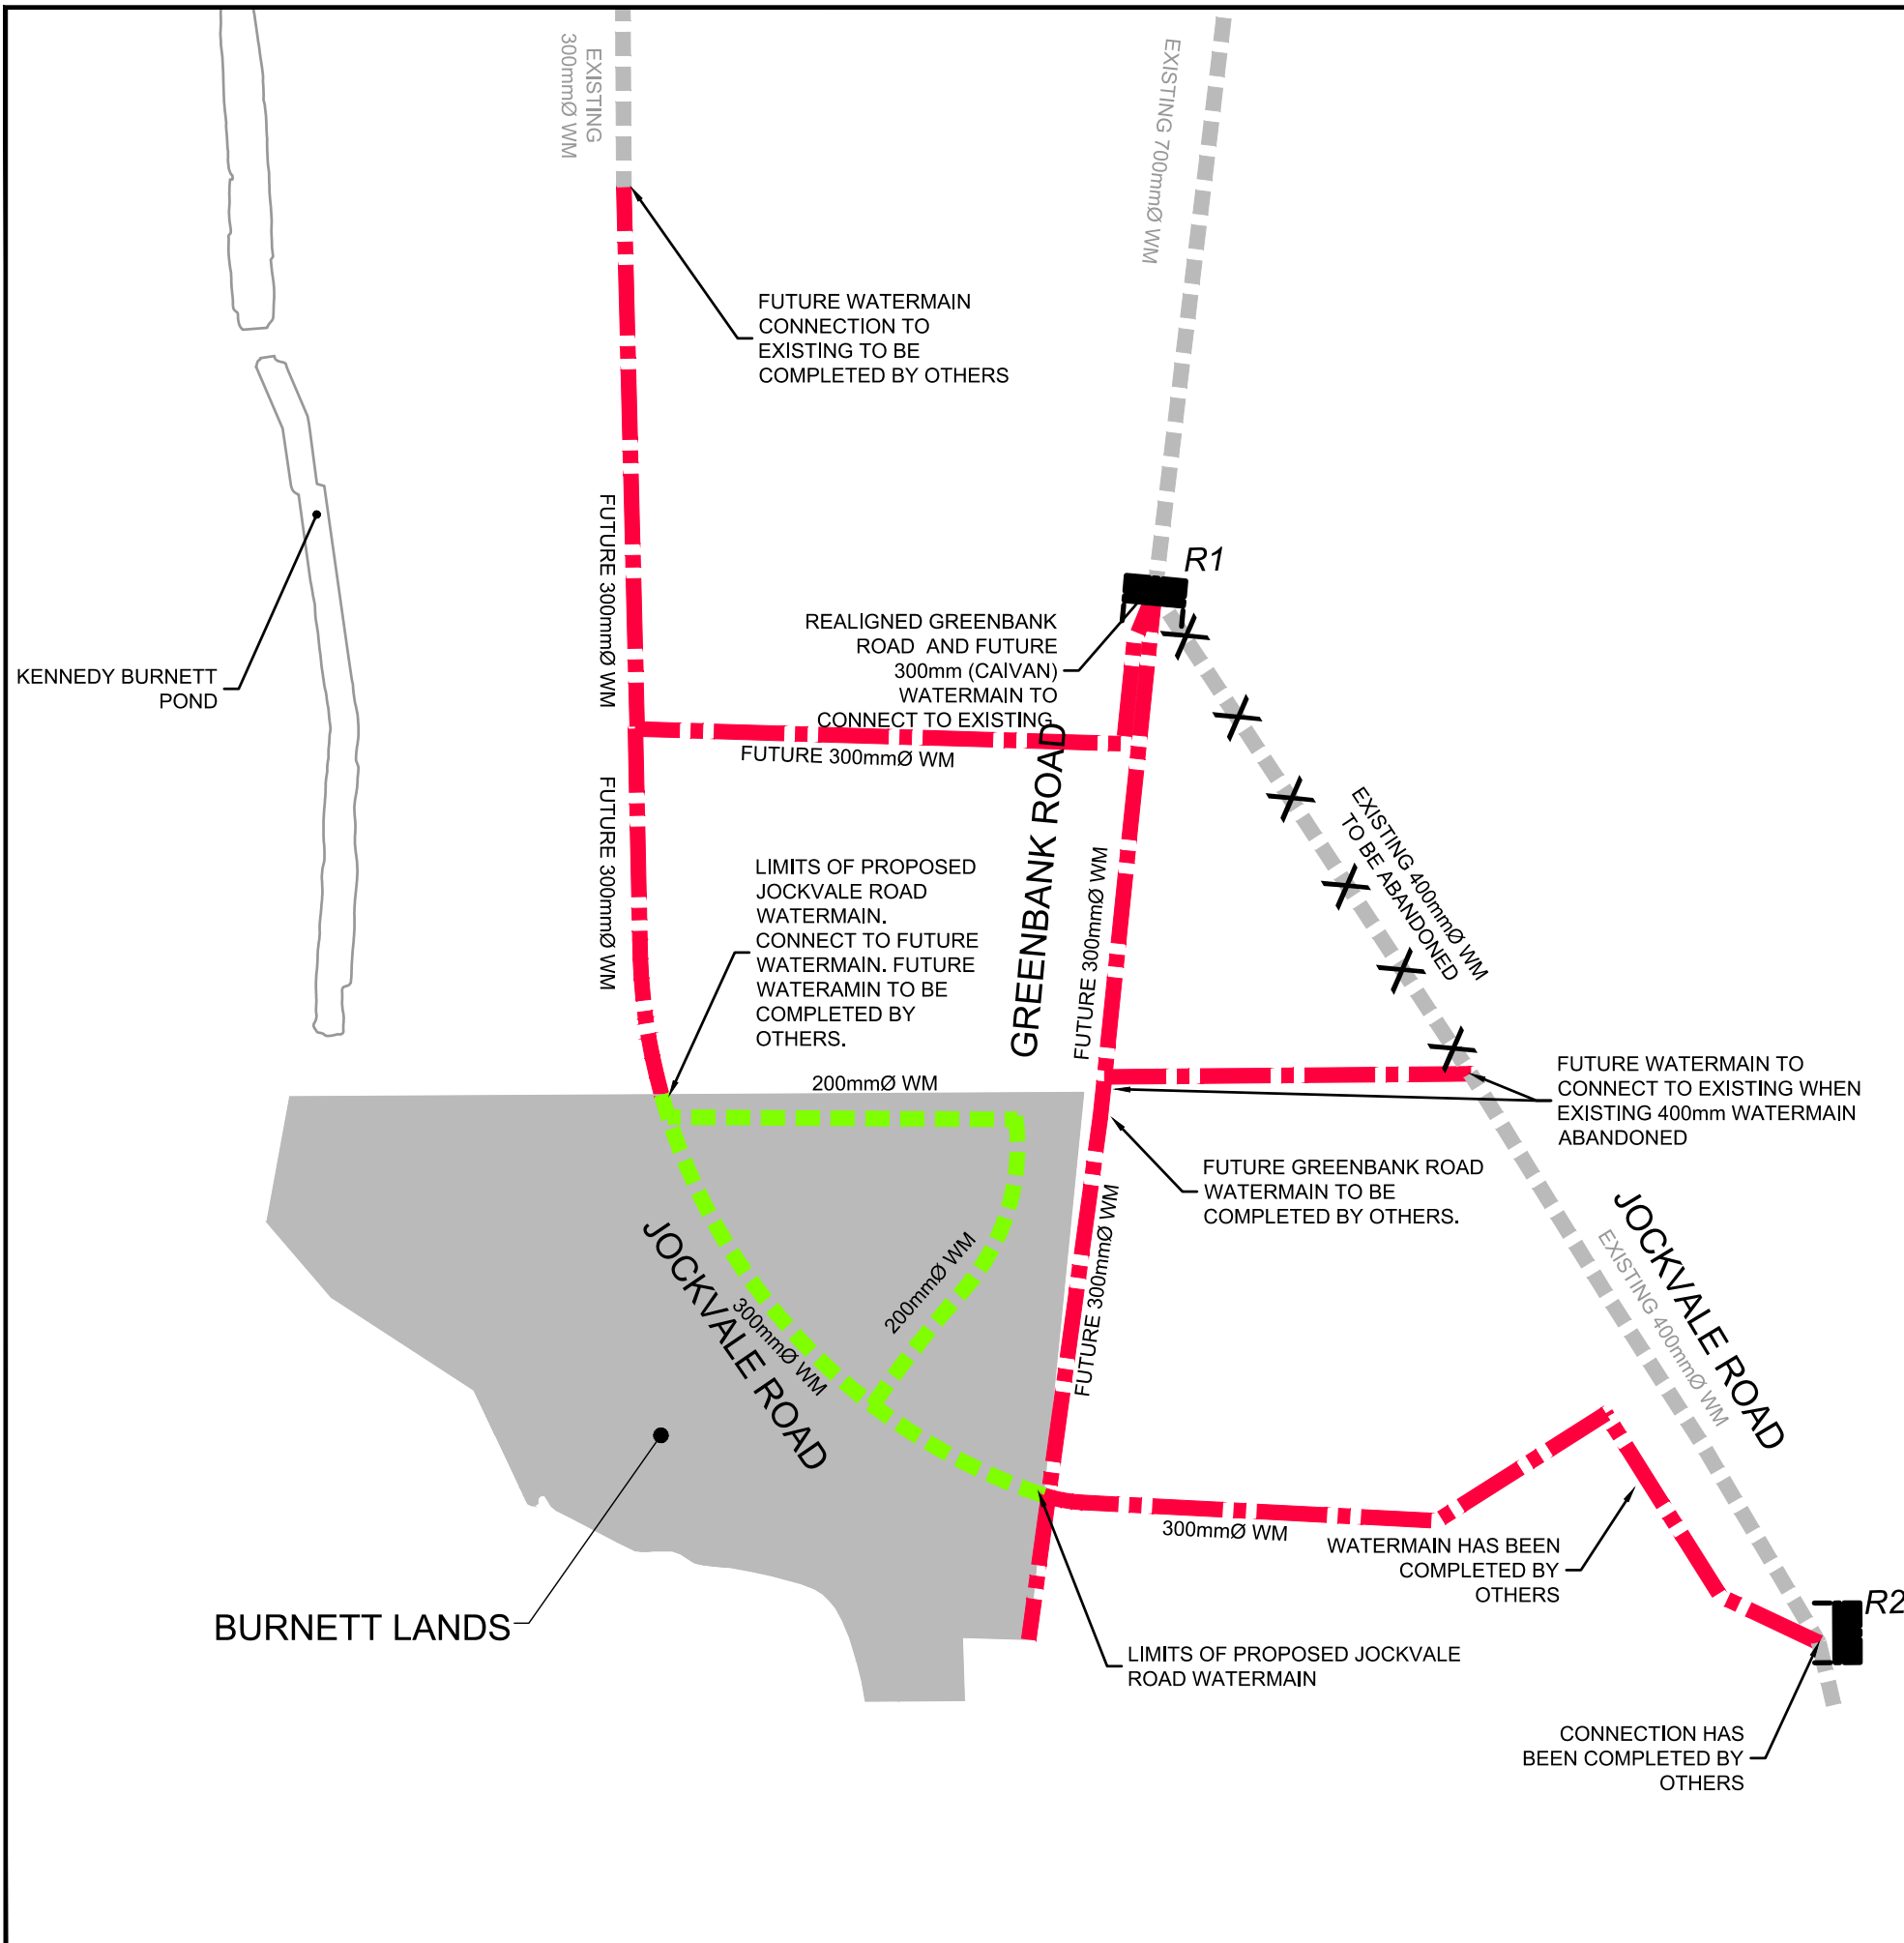 EXISTING
300mmØ WM
EXISTING 700mmØ WM
FUTURE WATERMAIN
CONNECTION TO
EXISTING TO BE
COMPLETED BY OTHERS
FUTURE 300mmØ WM
R1
REALIGNED GREENBANK
ROAD AND FUTURE
300mm (CAIVAN)
WATERMAIN TO
CONNECT TO EXISTING
KENNEDY BURNETT
POND
FUTURE 300mmØ WM
GREENBANK ROAD
FUTURE 300mmØ WM
EXISTING 400mmØ WM
TO BE ABANDONED
FUTURE 300mmØ WM
LIMITS OF PROPOSED
JOCKVALE ROAD
WATERMAIN.
CONNECT TO FUTURE
WATERMAIN. FUTURE
WATERAMIN TO BE
COMPLETED BY
OTHERS.
200mmØ WM
FUTURE WATERMAIN TO
CONNECT TO EXISTING WHEN
EXISTING 400mm WATERMAIN
ABANDONED
FUTURE GREENBANK ROAD
WATERMAIN TO BE
COMPLETED BY OTHERS.
FUTURE 300mmØ WM
200mmØ WM
300mmØ WM
JOCKVALE ROAD
JOCKVALE ROAD
EXISTING 400mmØ WM
300mmØ WM
WATERMAIN HAS BEEN
COMPLETED BY
OTHERS
R2
BURNETT LANDS
LIMITS OF PROPOSED JOCKVALE
ROAD WATERMAIN
CONNECTION HAS
BEEN COMPLETED BY
OTHERS